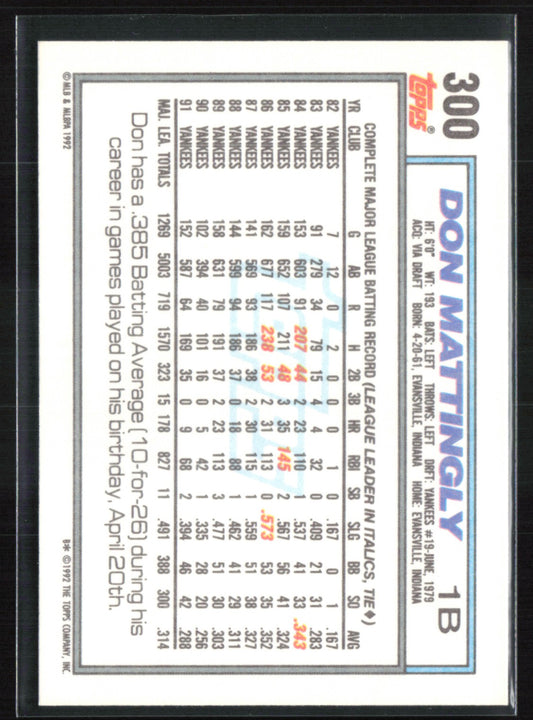 300
TOPPS®
DON MATTINGLY 1B
HT: 6'0" WT: 193 BATS: LEFT THROWS: LEFT DRFT: YANKEES #19-JUNE, 1979
ACQ: VIA DRAFT BORN: 4-20-61, EVANSVILLE, INDIANA HOME: EVANSVILLE, INDIANA
COMPLETE MAJOR LEAGUE BATTING RECORD (LEAGUE LEADER IN ITALICS, TIE♦)
YR CLUB G AB R H 2B 3B HR RBI SB SLG BB SO AVG
82 YANKEES 7 12 0 2 0 0 0 1 0 .167 0 1 .167
83 YANKEES 91 279 34 79 15 4 4 32 0 .409 21 31 .283
84 YANKEES 153 603 91 207 44 2 23 110 1 .537 41 33 .343
85 YANKEES 159 652 107 211 48 3 35 145 2 .567 56 41 .324
86 YANKEES 162 677 117 238 53 2 31 113 0 .573 53 35 .352
87 YANKEES 141 569 93 186 38 2 30 115 1 .559 51 38 .327
88 YANKEES 144 599 94 186 37 0 18 88 1 .462 41 29 .311
89 YANKEES 158 631 79 191 37 2 23 113 3 .477 51 30 .303
90 YANKEES 102 394 40 101 16 0 5 42 1 .335 28 20 .256
91 YANKEES 152 587 64 169 35 0 9 68 2 .394 46 42 .288
MAJ. LEA. TOTALS 1269 5003 719 1570 323 15 178 827 11 .491 388 300 .314
Don has a .385 Batting Average (10-for-26) during his
career in games played on his birthday, April 20th.
© MLB & MLBPA 1992
B* ©1992 THE TOPPS COMPANY, INC.